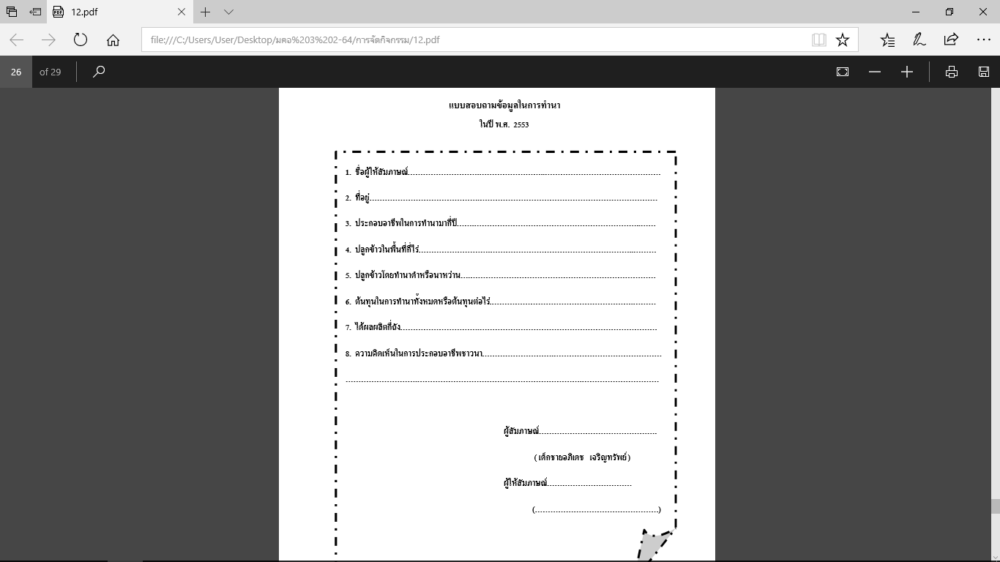 12.pdf
file:///C:/Users/User/Desktop/มคอ%203%202-64/การจัดกิจกรรม/12.pdf
26 of 29
แบบสอบถามข้อมูลในการทำนา
ในปี พ.ศ. 2553
1. ชื่อผู้ให้สัมภาษณ์....................................................................................................
2. ที่อยู่.................................................................................................................
3. ประกอบอาชีพในการทำนามากี่ปี..............................................................................
4. ปลูกข้าวในพื้นที่กี่ไร่.............................................................................................
5. ปลูกข้าวโดยทำนาดำหรือนาหว่าน............................................................................
6. ต้นทุนในการทำนาทั้งหมดหรือต้นทุนต่อไร่.................................................................
7. ได้ผลผลิตกี่ถัง.....................................................................................................
8. ความคิดเห็นในการประกอบอาชีพชาวนา......................................................................
...........................................................................................................................
ผู้สัมภาษณ์..............................................
(เด็กชายอภิเดช เจริญทรัพย์)
ผู้ให้สัมภาษณ์.................................
(................................................)